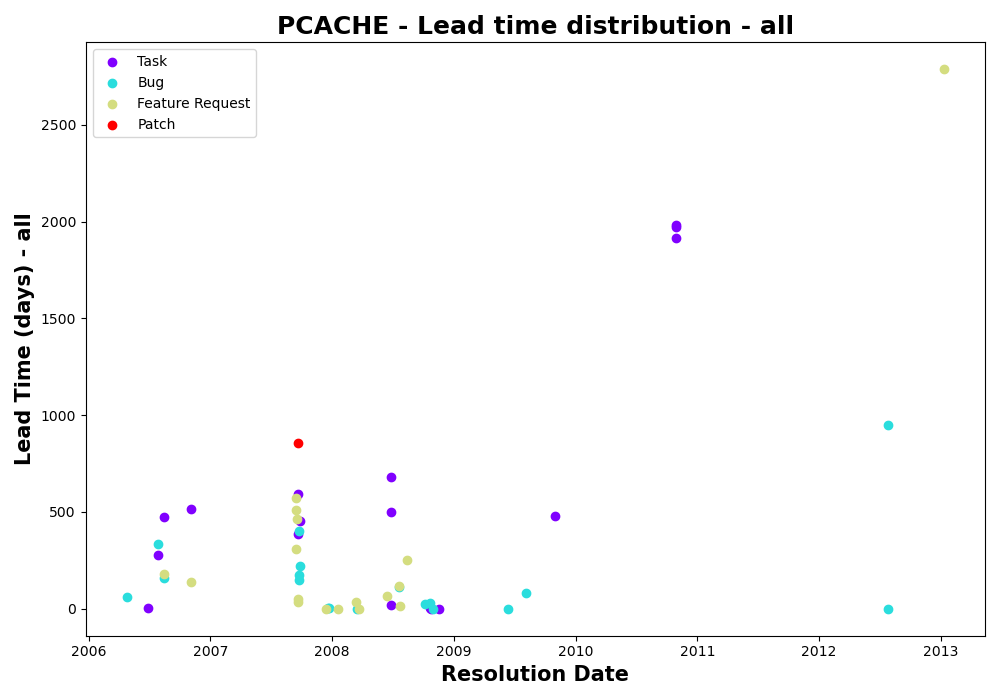 PCACHE - Lead time distribution - all
Task
Bug
Feature Request
Patch
Lead Time (days) - all
2500
2000
1500
1000
500
0
2006 2007 2008 2009 2010 2011 2012 2013
Resolution Date